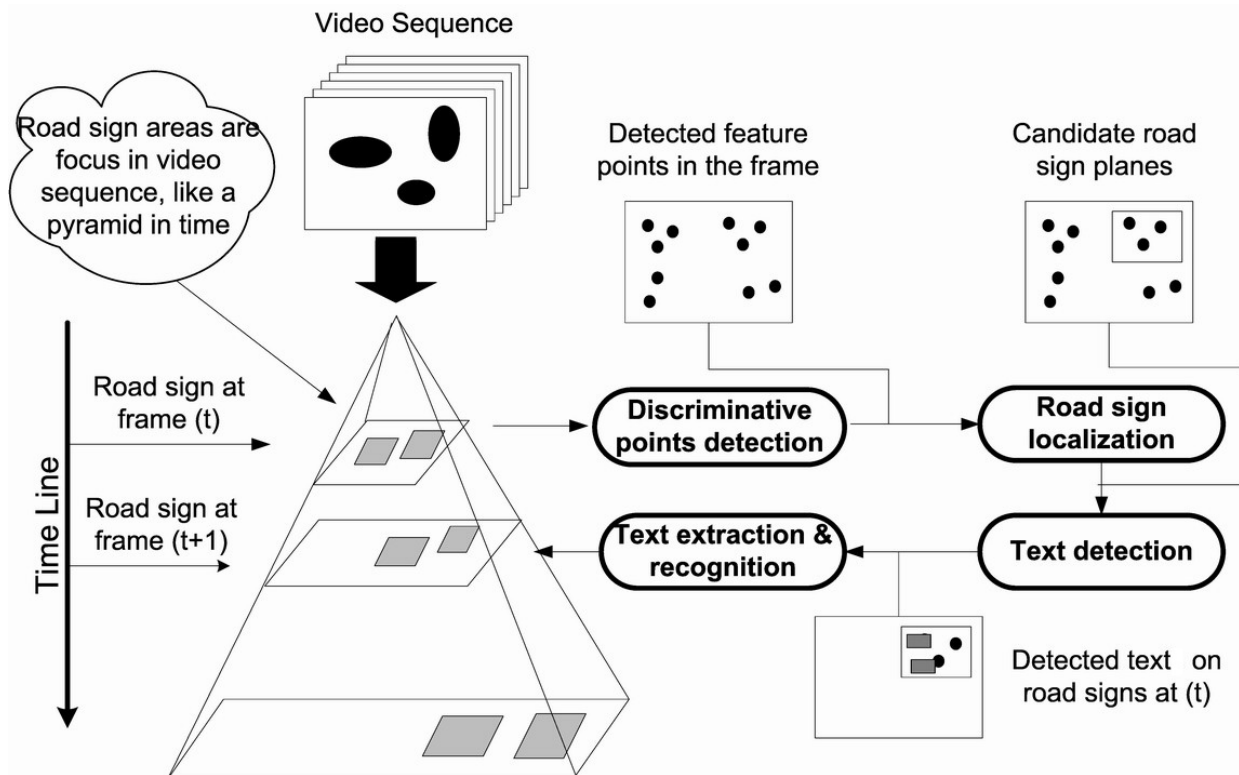 Video Sequence
Road sign areas are
focus in video
sequence, like a
pyramid in time
Detected feature
points in the frame
Candidate road
sign planes
Time Line
Road sign at
frame (t)
Road sign at
frame (t+1)
Discriminative
points detection
Road sign
localization
Text extraction &
recognition
Text detection
Detected text on
road signs at (t)